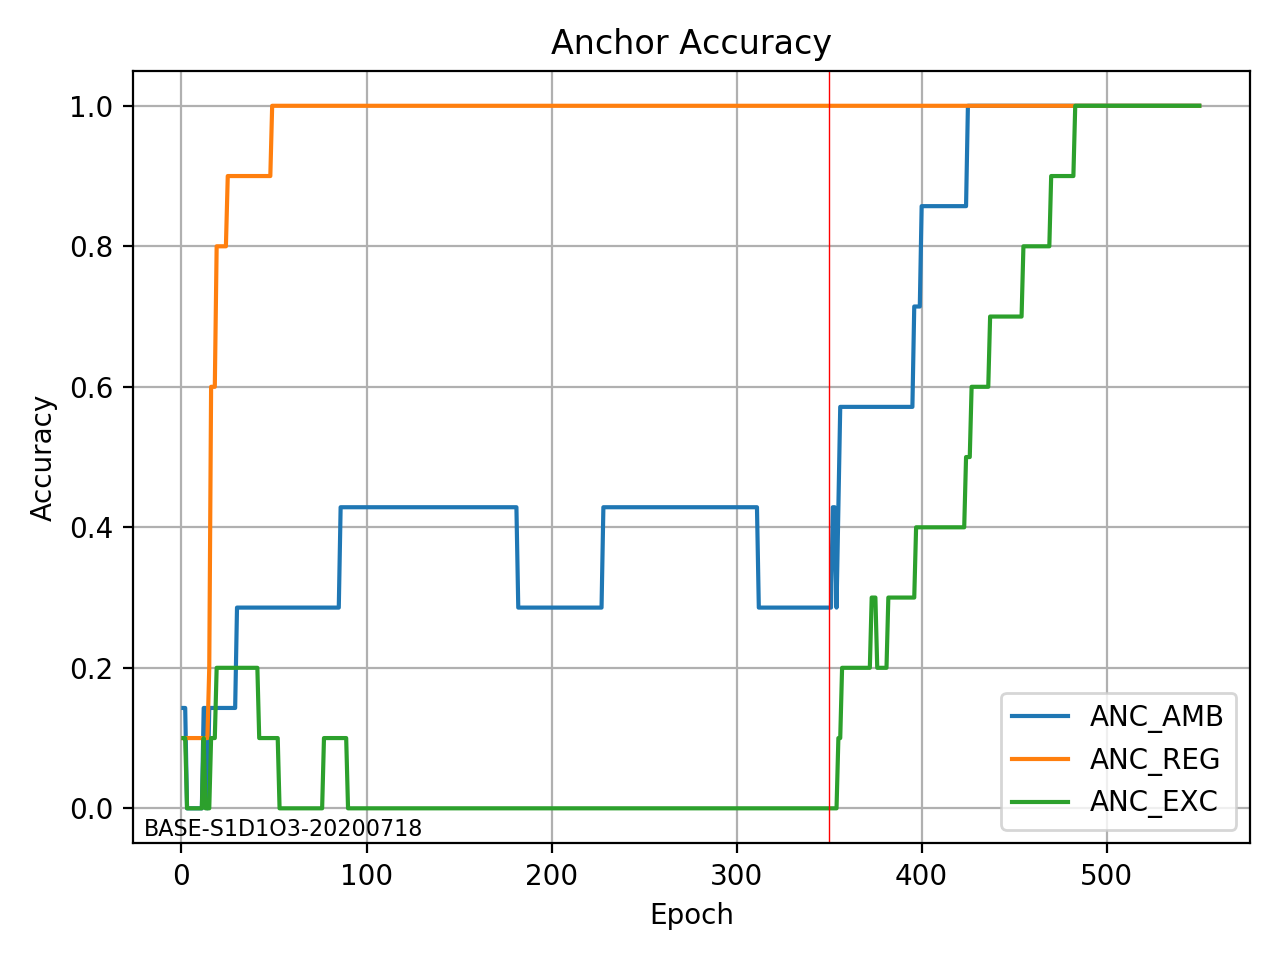 Anchor Accuracy
Accuracy
1.0
0.8
0.6
0.4
0.2
0.0
ANC_AMB
ANC_REG
ANC_EXC
BASE-S1D1O3-20200718
0 100 200 300 400 500
Epoch